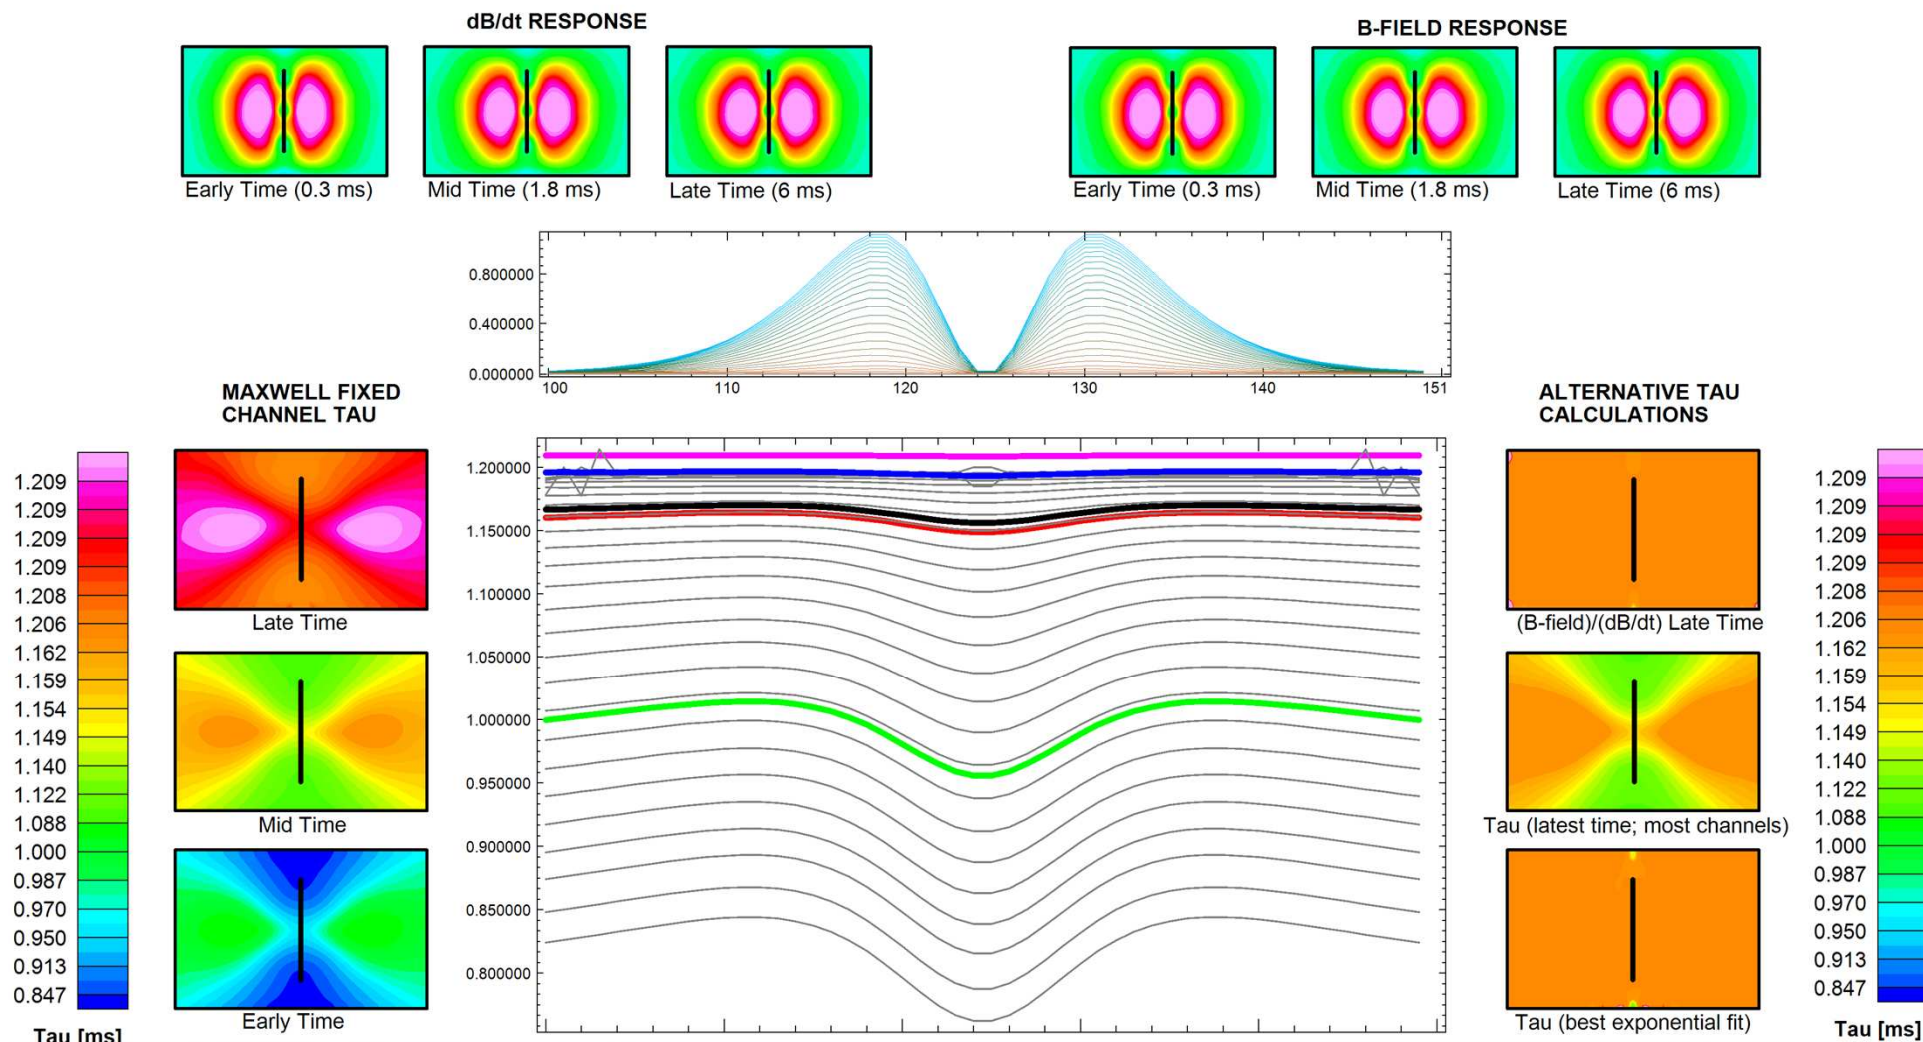 dB/dt RESPONSE
B-FIELD RESPONSE
Early Time (0.3 ms)
Mid Time (1.8 ms)
Late Time (6 ms)
Early Time (0.3 ms)
Mid Time (1.8 ms)
Late Time (6 ms)
0.800000
0.400000
0.000000
100
110
120
130
140
151
MAXWELL FIXED
CHANNEL TAU
1.209
1.209
1.209
1.209
1.208
1.206
1.162
1.159
1.154
1.149
1.140
1.122
1.088
1.000
0.987
0.970
0.950
0.913
0.847
Tau [ms]
Late Time
Mid Time
Early Time
1.200000
1.150000
1.100000
1.050000
1.000000
0.950000
0.900000
0.850000
0.800000
ALTERNATIVE TAU
CALCULATIONS
(B-field)/(dB/dt) Late Time
Tau (latest time; most channels)
Tau (best exponential fit)
1.209
1.209
1.209
1.209
1.208
1.206
1.162
1.159
1.154
1.149
1.140
1.122
1.088
1.000
0.987
0.970
0.950
0.913
0.847
Tau [ms]